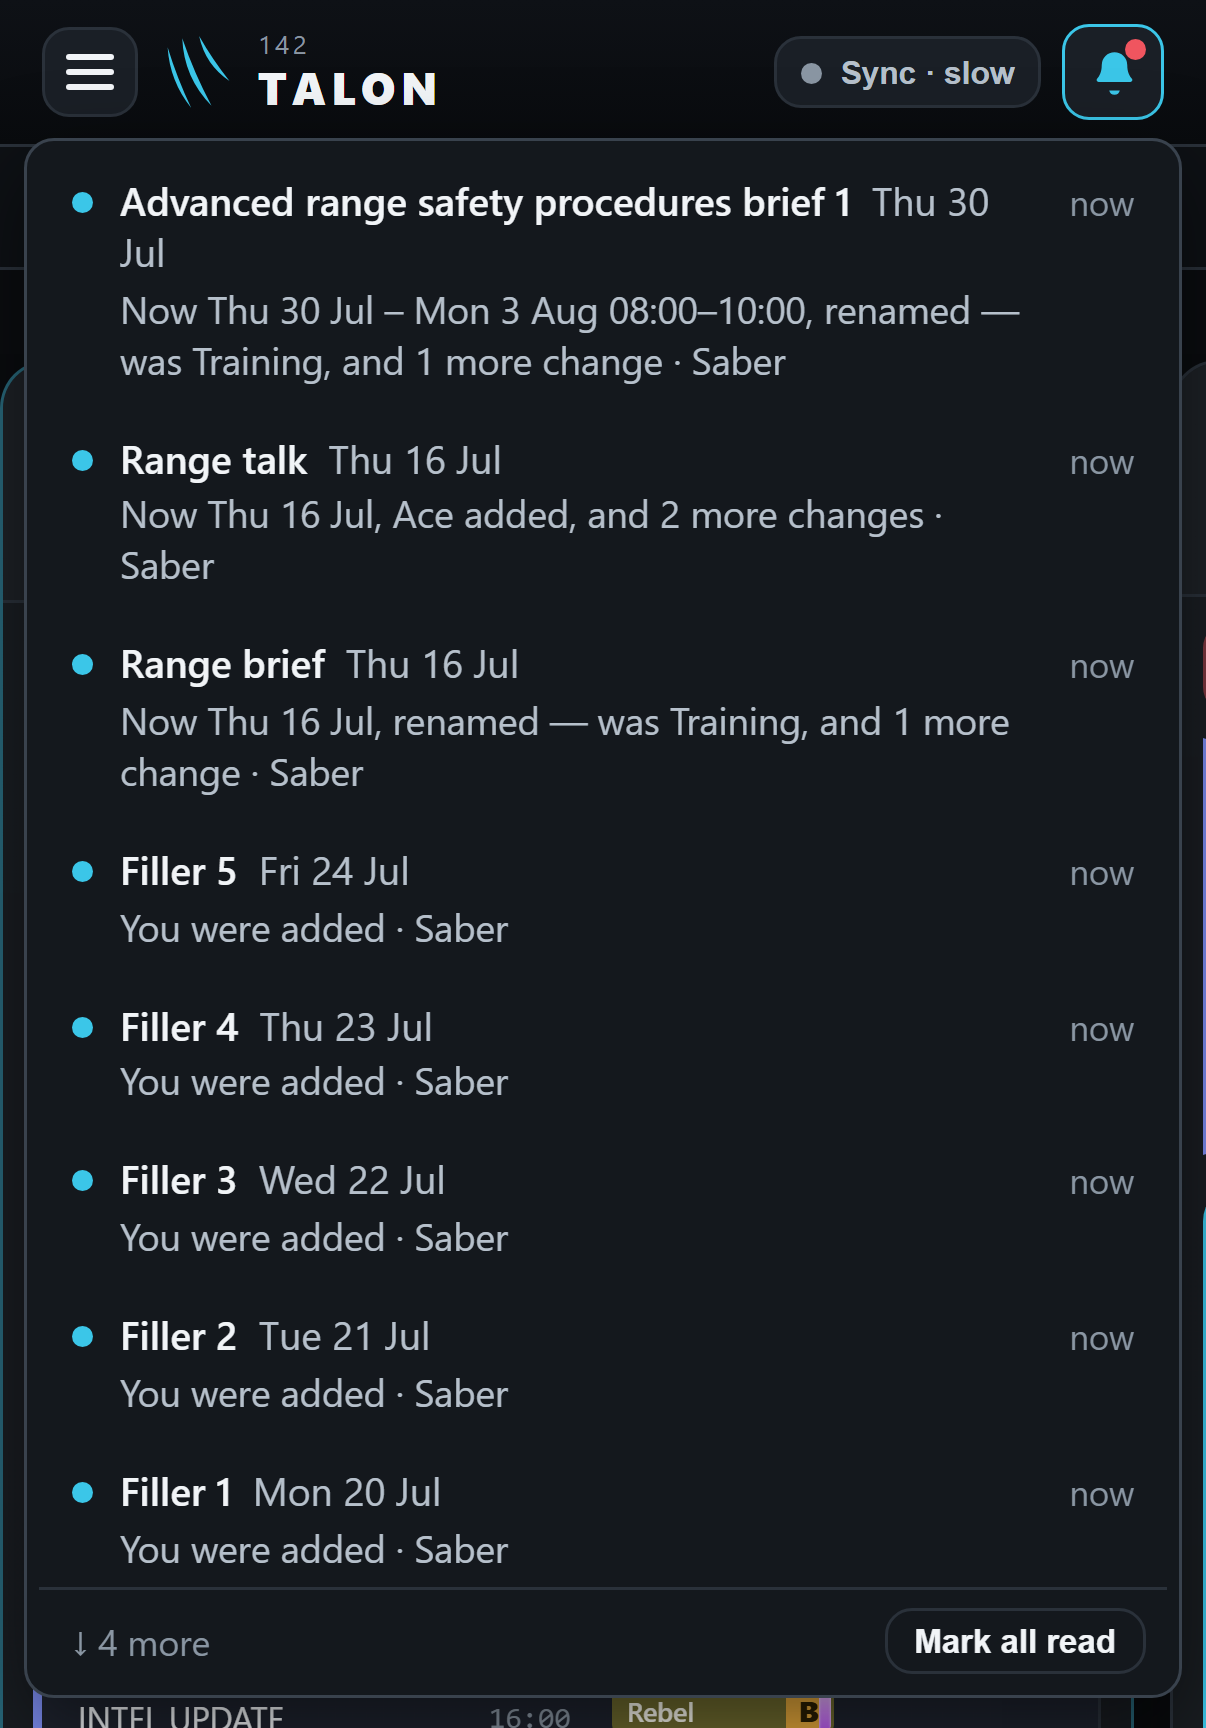 142
TALON
Sync · slow
Advanced range safety procedures brief 1 Thu 30 now
Jul
Now Thu 30 Jul – Mon 3 Aug 08:00–10:00, renamed —
was Training, and 1 more change · Saber
Range talk Thu 16 Jul now
Now Thu 16 Jul, Ace added, and 2 more changes ·
Saber
Range brief Thu 16 Jul now
Now Thu 16 Jul, renamed — was Training, and 1 more
change · Saber
Filler 5 Fri 24 Jul now
You were added · Saber
Filler 4 Thu 23 Jul now
You were added · Saber
Filler 3 Wed 22 Jul now
You were added · Saber
Filler 2 Tue 21 Jul now
You were added · Saber
Filler 1 Mon 20 Jul now
You were added · Saber
↓ 4 more Mark all read
INTEL UPDATE 16:00 Rebel B